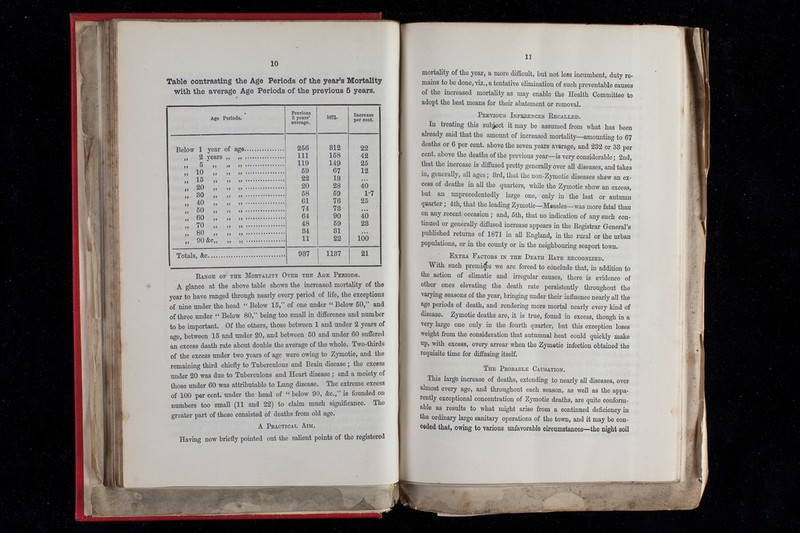 10
Table contrasting the Age Periods of the year's Mortality
with the average Age Periods of the previous 5 years.
Age Periods. Previous 5 years' average. 1872. Increase per cent.
Below 1 year of age............ 256 312 22
„ 2 years „ „ ............ 111 158 42
„ 5 „ „ „ ............ 119 149 25
„ 10 „ „ „ ............ 59 67 12
„ 15 „ „ „ ............ 22 13 ...
„ 20 „ „ „ ............ 20 28 40
„ 30 „ „ „ ............ 58 59 1·7
„ 40 „ „ „ ............ 61 76 25
„ 50 „ „ „ ............ 74 73 ...
„ 60 „ „ „ ............ 64 90 40
„ 70 „ „ „ ............ 48 59 23
„ 80 „ „ „ ............ 34 31 ...
„ 90 &c„ „ „ ............ 11 22 100
Totals, &c..................... 937 1137 21
Range of the Mortality Over the Age Periods.
A glance at the above table shows the increased mortality of the
year to have ranged through nearly every period of life, the exceptions
of nine under the head “ Below 15,” of one under “ Below 50,” and
of three under “ Below 80,” being too small in difference and number
to be important. Of the others, those between 1 and under 2 years of
age, between 15 and under 20, and between 50 and under 60 suffered
an excess death rate about double the average of the whole. Two-thirds
of the excess under two years of age were owing to Zymotic, and the
remaining third chiefly to Tuberculous and Brain disease ; the excess
under 20 was due to Tuberculous and Heart disease ; and a moiety of
those under 60 was attributable to Lung disease. The extreme excess
of 100 per cent. under the head of “ below 90, &c.,” is founded on
numbers too small (11 and 22) to claim much significance. The
greater part of these consisted of deaths from old age.
A Practical Aim.
Having now briefly pointed out the salient points of the registered
11
mortality of the year, a more difficult, but not less incumbent, duty re-
mains to be done, viz., a tentative elimination of such preventable causes
of the increased mortality as may enable the Health Committee to
adopt the best means for their abatement or removal.
Previous Inferences Recalled.
In treating this subject it may be assumed from what has been
already said that the amount of increased mortality—amounting to 67
deaths or 6 per cent. above the seven years average, and 232 or 33 per
cent. above the deaths of the previous year—is very considerable ; 2nd,
that the increase is diffused pretty generally over all diseases, and takes
in, generally, all ages ; 3rd, that the non-Zymotic diseases shew an ex-
cess of deaths in all the quarters, while the Zymotic show an excess,
but an unprecedentedly large one, only in the last or autumn
quarter ; 4th, that the leading Zymotic—Measles—was more fatal than
on any recent occasion ; and, 5th, that no indication of any such con-
tinued or generally diffused increase appears in the Registrar General's
published returns of 1871 in all England, in the rural or the urban
populations, or in the county or in the neighbouring seaport town.
Extra Factors in the Death Rate recognized.
With such premises we are forced to conclude that, in addition to
the action of climatic and irregular causes, there is evidence of
other ones elevating the death rate persistently throughout the
varying seasons of the year, bringing under their influence nearly all the
age periods of death, and rendering more mortal nearly every kind of
disease. Zymotic deaths are, it is true, found in excess, though in a
very large one only in the fourth quarter, but this exception loses
weight from the consideration that autumnal heat could quickly make
up, with excess, every arrear when the Zymotic infection obtained the
requisite time for diffusing itself.
The Probable Causation.
This large increase of deaths, extending to nearly all diseases, over
almost every age, and throughout each season, as well as the appa-
rently exceptional concentration of Zymotic deaths, are quite conform-
able as results to what might arise from a continued deficiency in
the ordinary large sanitary operations of the town, and it may be con-
ceded that, owing to various unfavorable circumstances—the night soil